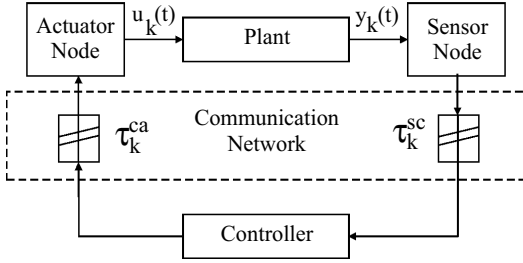 Actuator Node
u_k(t)
Plant
y_k(t)
Sensor Node
τ_k^ca
Communication Network
τ_k^sc
Controller